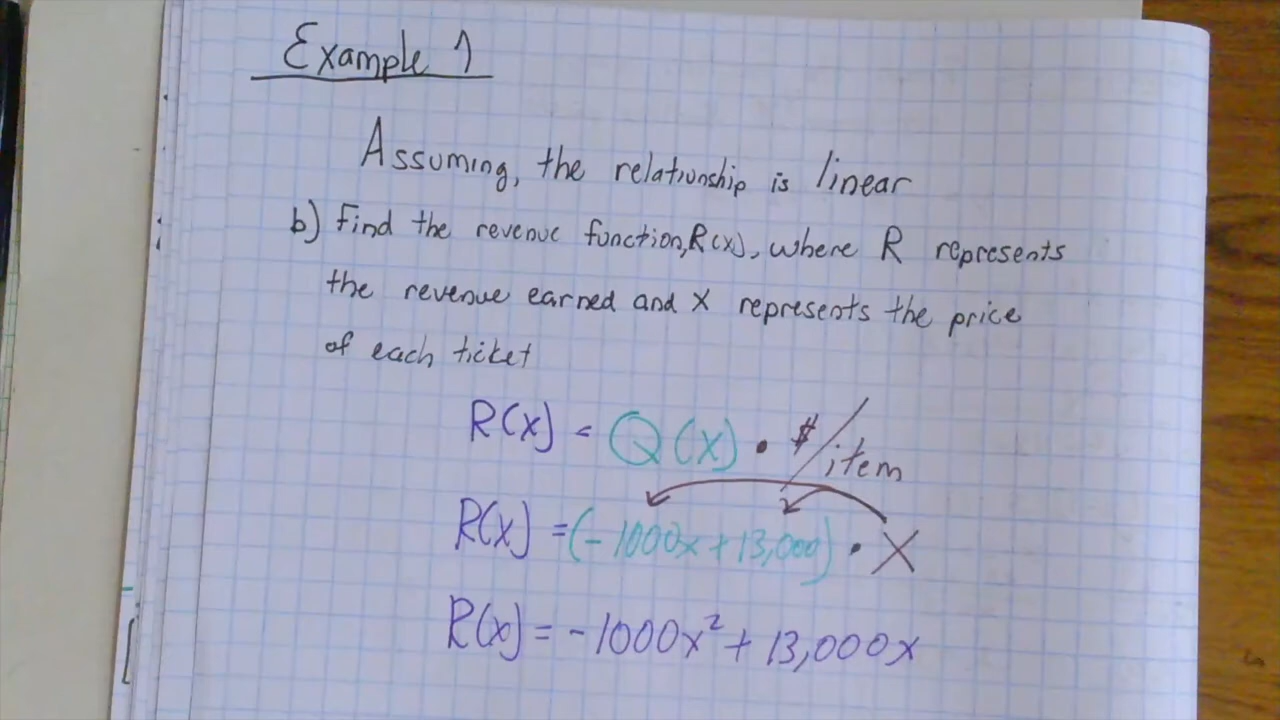 Example 1
Assuming, the relationship is linear
b) Find the revenue function, R(x), where R represents
the revenue earned and x represents the price
of each ticket
R(x) = Q(x) • $/item
R(x) = (-1000x + 13,000) • x
R(x) = -1000x² + 13,000x